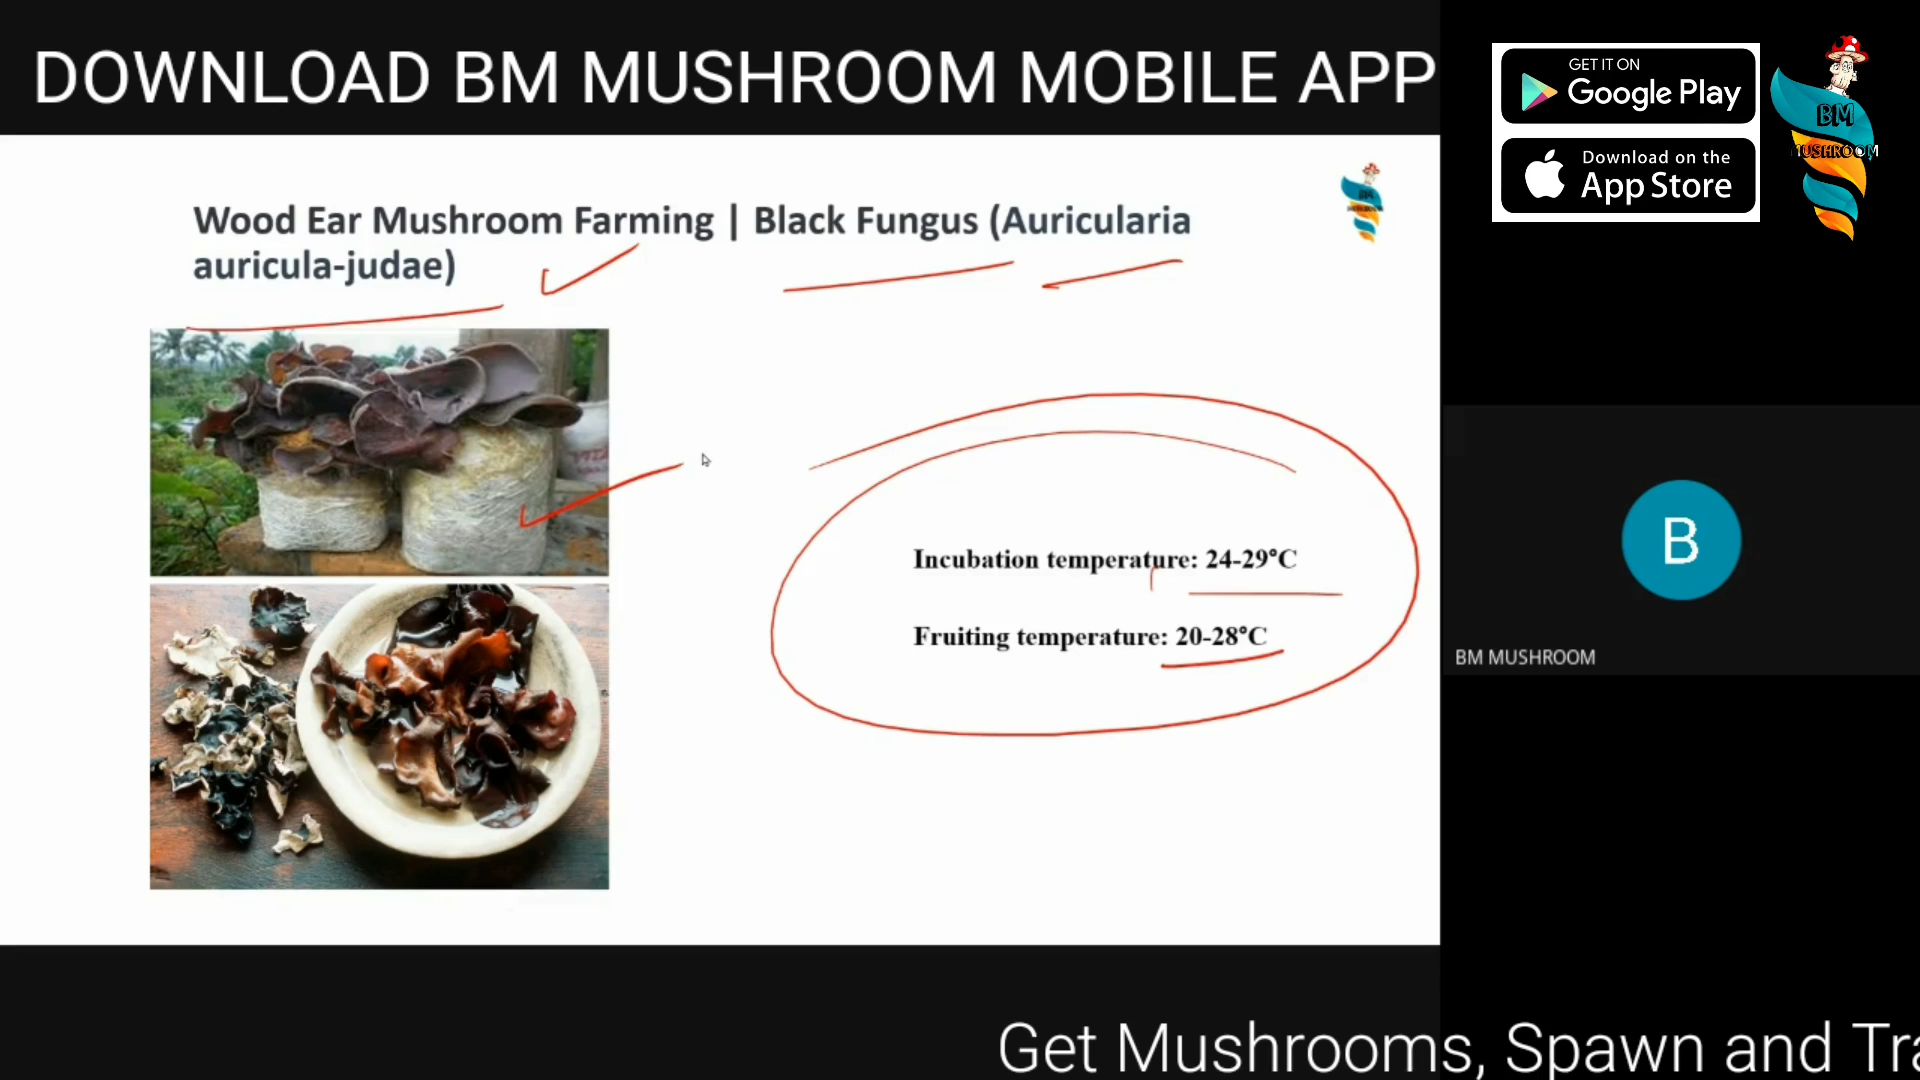 DOWNLOAD BM MUSHROOM MOBILE APP
GET IT ON
Google Play
Download on the
App Store
BM
MUSHROOM
Wood Ear Mushroom Farming | Black Fungus (Auricularia
auricula-judae)
Incubation temperature: 24-29°C
Fruiting temperature: 20-28°C
B
BM MUSHROOM
Get Mushrooms, Spawn and Tra